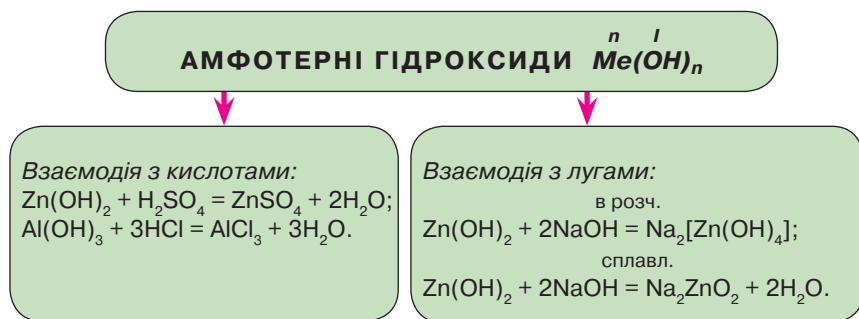 n I
АМФОТЕРНІ ГІДРОКСИДИ Me(OH)n
Взаємодія з кислотами:
Zn(OH)₂ + H₂SO₄ = ZnSO₄ + 2H₂O;
Al(OH)₃ + 3HCl = AlCl₃ + 3H₂O.
Взаємодія з лугами:
в розч.
Zn(OH)₂ + 2NaOH = Na₂[Zn(OH)₄];
сплавл.
Zn(OH)₂ + 2NaOH = Na₂ZnO₂ + 2H₂O.